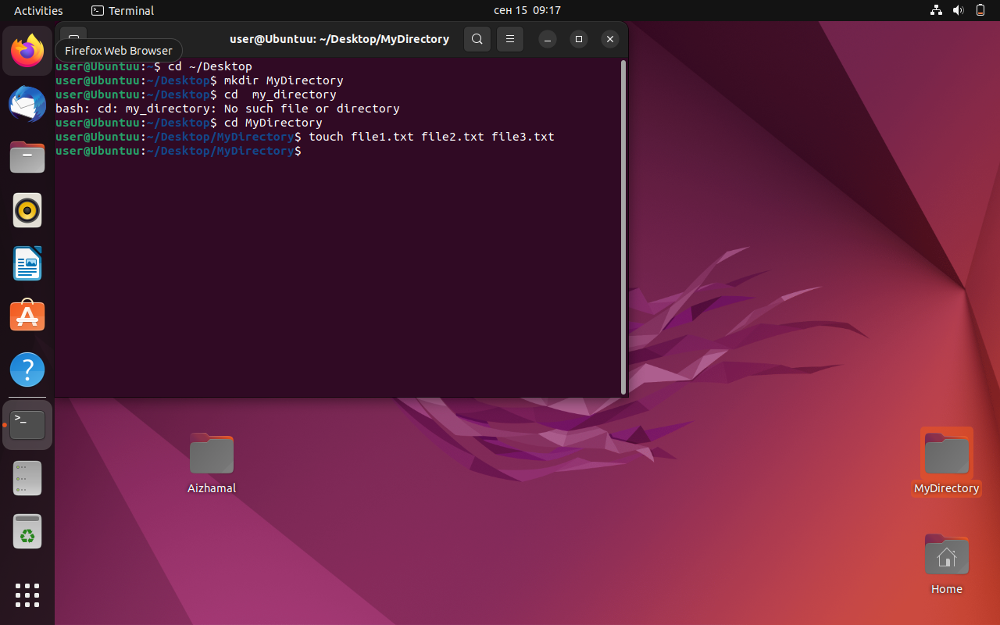 Activities
Terminal
сен 15 09:17
user@Ubuntuu: ~/Desktop/MyDirectory
Firefox Web Browser
user@Ubuntuu:~$ cd ~/Desktop
user@Ubuntuu:~/Desktop$ mkdir MyDirectory
user@Ubuntuu:~/Desktop$ cd  my_directory
bash: cd: my_directory: No such file or directory
user@Ubuntuu:~/Desktop$ cd MyDirectory
user@Ubuntuu:~/Desktop/MyDirectory$ touch file1.txt file2.txt file3.txt
user@Ubuntuu:~/Desktop/MyDirectory$
Aizhamal
MyDirectory
Home